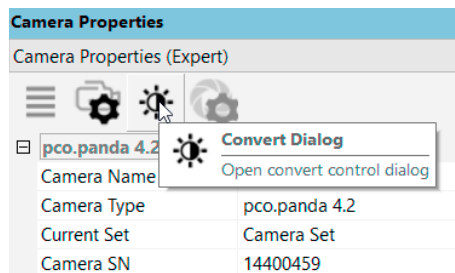 Camera Properties
Camera Properties (Expert)
pco.panda 4.2
Convert Dialog
Open convert control dialog
Camera Name
Camera Type pco.panda 4.2
Current Set Camera Set
Camera SN 14400459